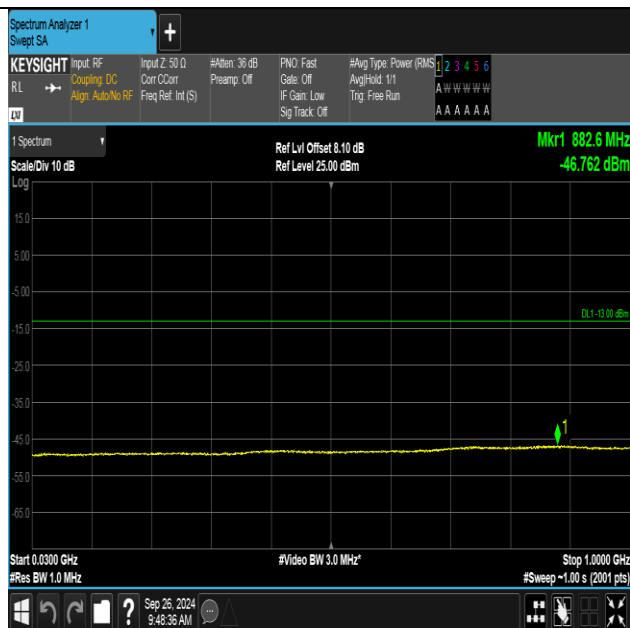 Spectrum Analyzer 1
Swept SA
+
KEYSIGHT
RL
LXI
Input: RF
Coupling: DC
Align: Auto/No RF
Input Z: 50 Ω
Corr CCorr
Freq Ref: Int (S)
#Atten: 36 dB
Preamp: Off
PNO: Fast
Gate: Off
IF Gain: Low
Sig Track: Off
#Avg Type: Power (RMS
Avg|Hold: 1/1
Trig: Free Run
1 2 3 4 5 6
A W W W W W
A A A A A A
1 Spectrum
Scale/Div 10 dB
Log
Ref Lvl Offset 8.10 dB
Ref Level 25.00 dBm
Mkr1 882.6 MHz
-46.762 dBm
15.0
5.00
-5.00
DL1 -13.00 dBm
-15.0
-25.0
-35.0
1
-45.0
-55.0
-65.0
Start 0.0300 GHz
#Res BW 1.0 MHz
#Video BW 3.0 MHz*
Stop 1.0000 GHz
#Sweep ~1.00 s (2001 pts)
?
Sep 26, 2024
9:48:36 AM